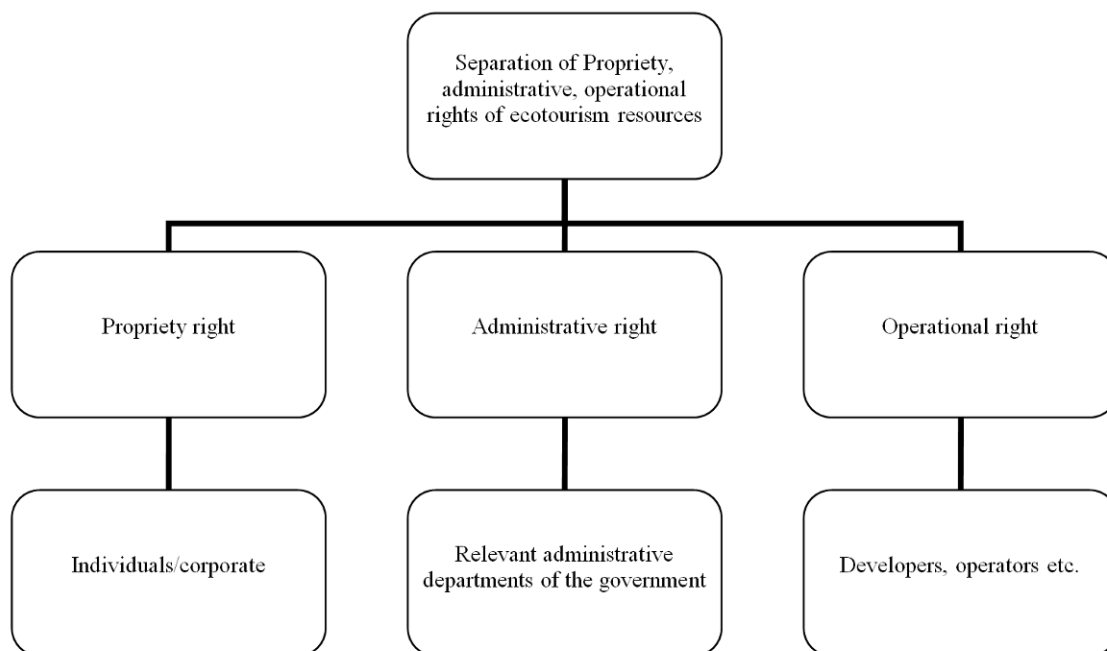 Separation of Propriety,
administrative, operational
rights of ecotourism resources
Propriety right
Administrative right
Operational right
Individuals/corporate
Relevant administrative
departments of the government
Developers, operators etc.